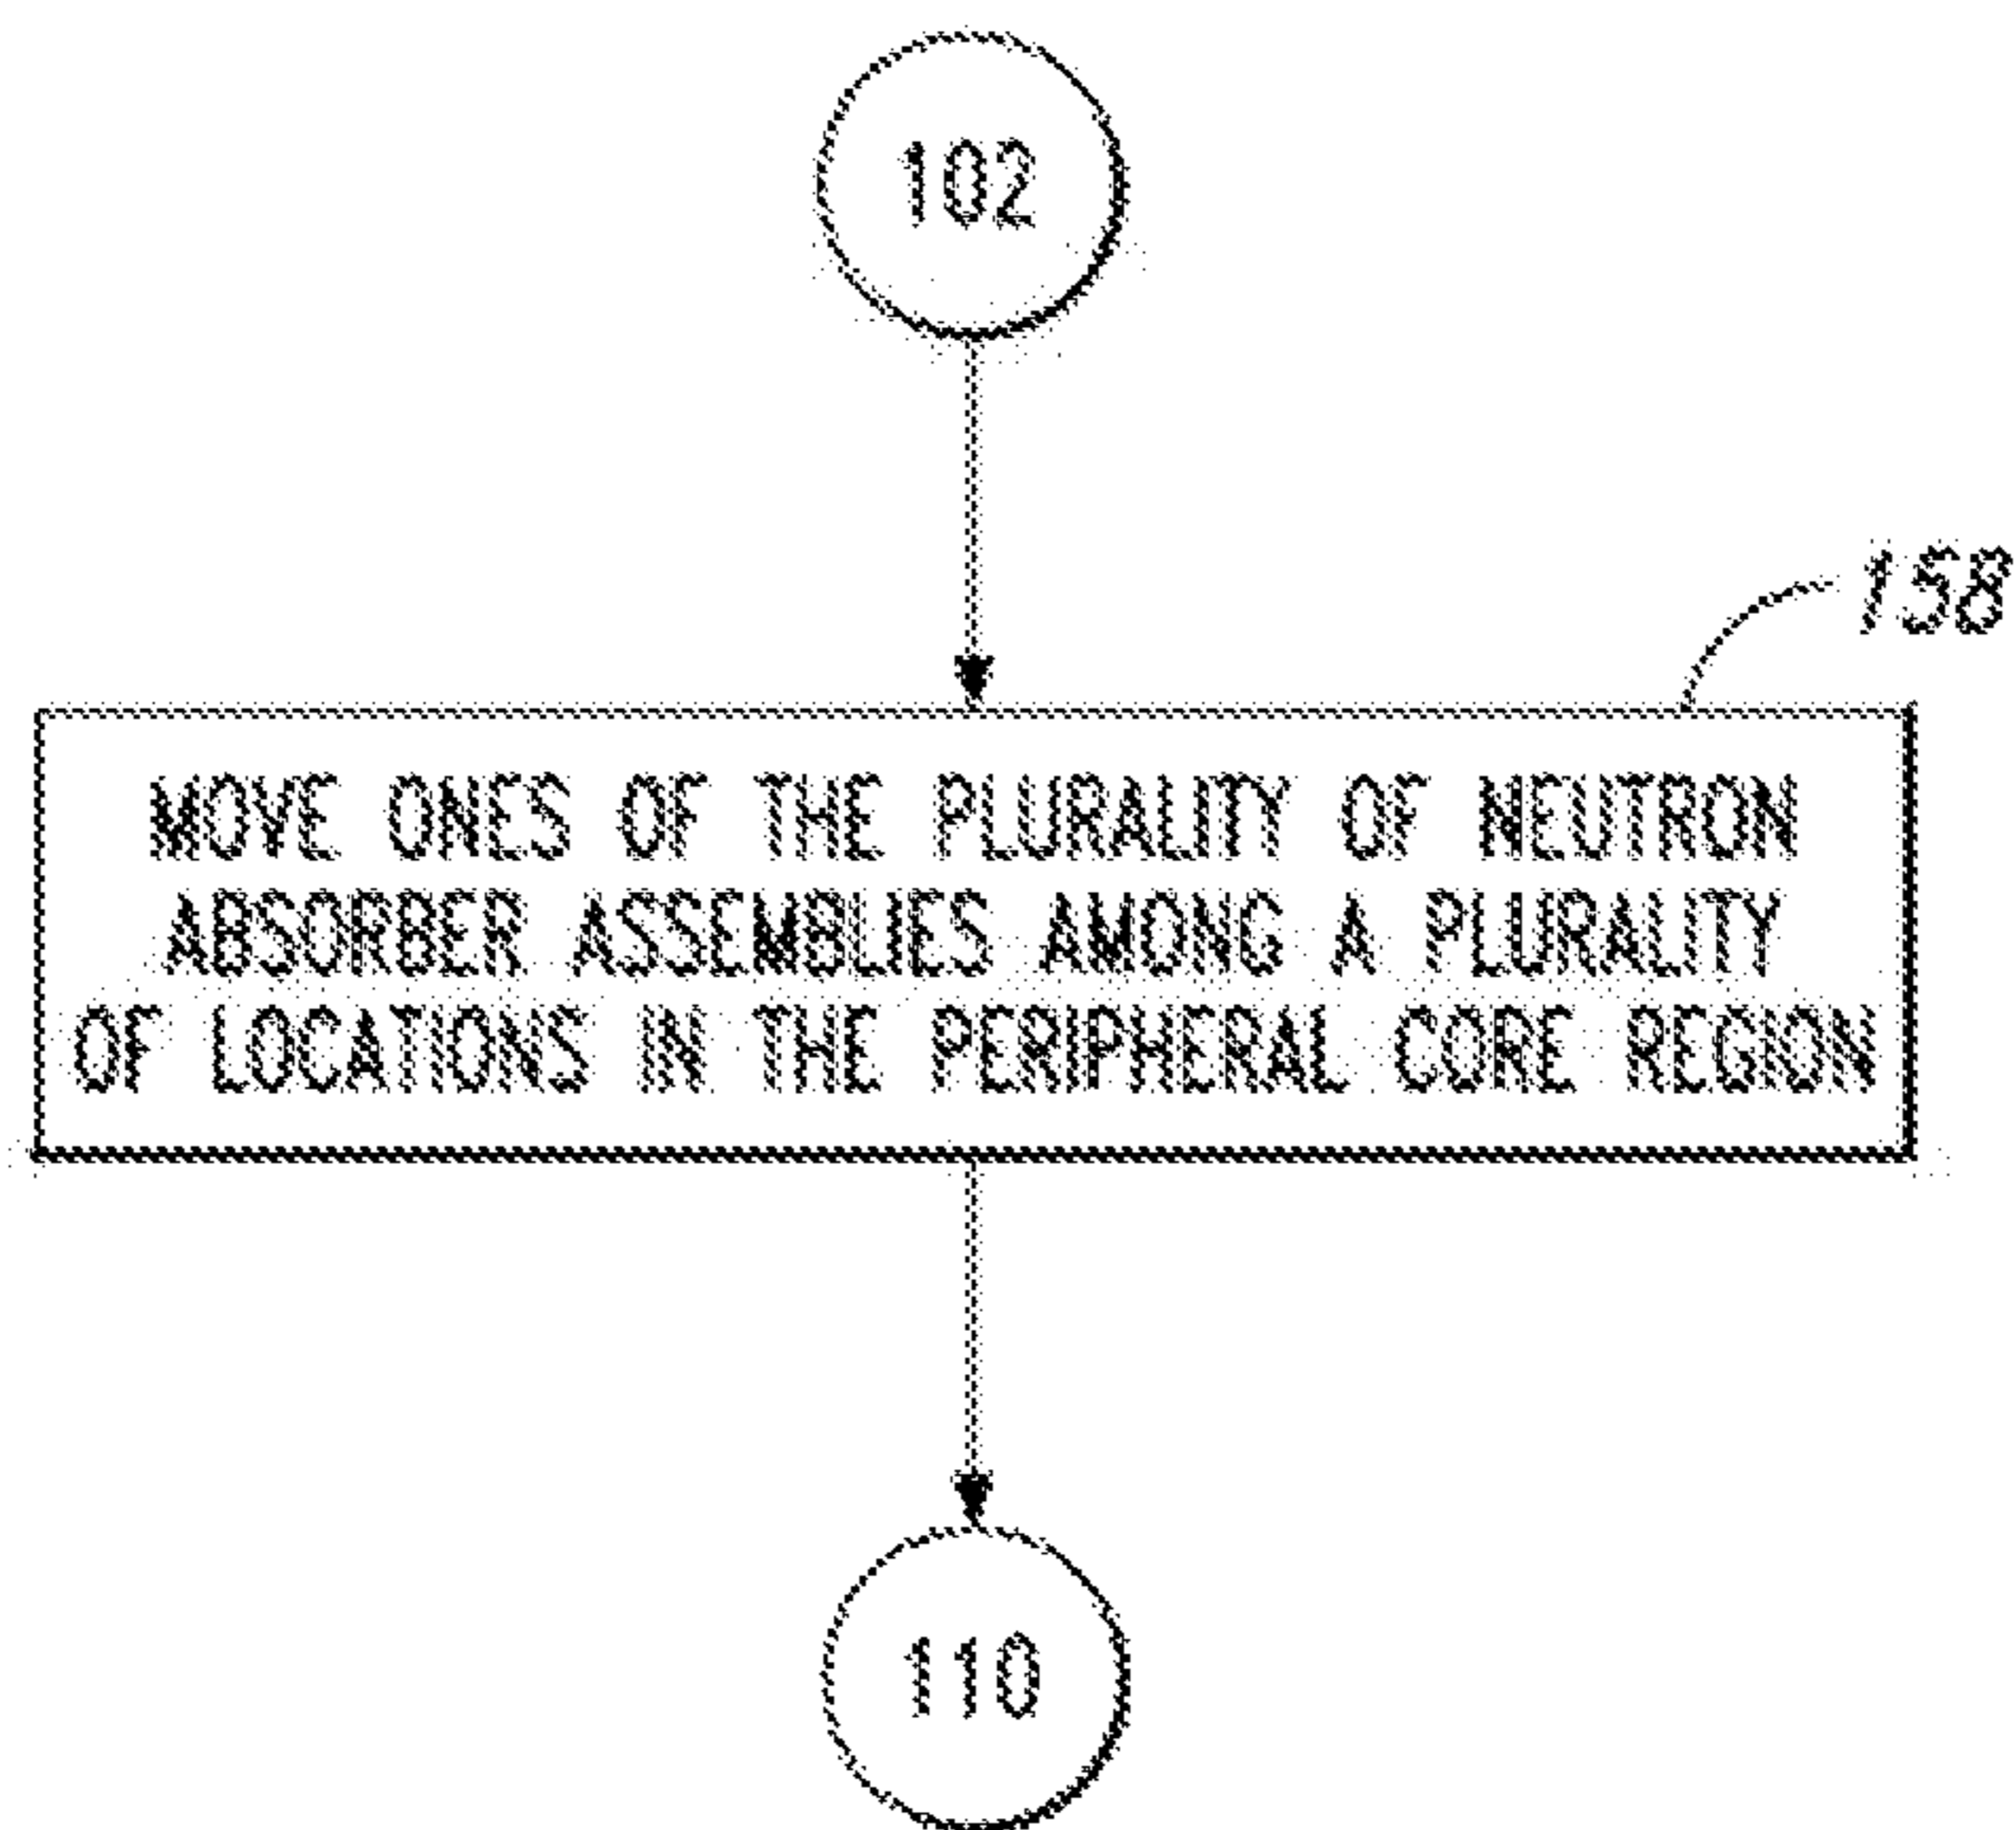 102
158
MOVE ONES OF THE PLURALITY OF NEUTRON
ABSORBER ASSEMBLIES AMONG A PLURALITY
OF LOCATIONS IN THE PERIPHERAL CORE REGION
110